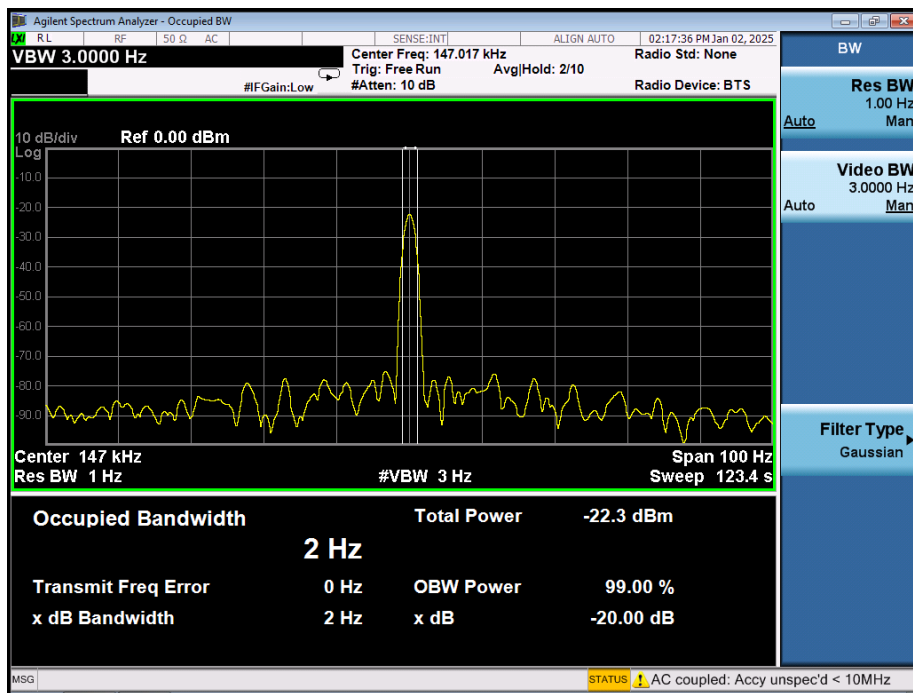 Agilent Spectrum Analyzer - Occupied BW
LXI RL RF 50 Ω AC SENSE:INT ALIGN AUTO 02:17:36 PM Jan 02, 2025
VBW 3.0000 Hz
Center Freq: 147.017 kHz
Radio Std: None
Trig: Free Run Avg|Hold: 2/10
#IFGain:Low
#Atten: 10 dB
Radio Device: BTS
10 dB/div Ref 0.00 dBm
Log
-10.0
-20.0
-30.0
-40.0
-50.0
-60.0
-70.0
-80.0
-90.0
Center 147 kHz Span 100 Hz
Res BW 1 Hz #VBW 3 Hz Sweep 123.4 s
Occupied Bandwidth Total Power -22.3 dBm
2 Hz
Transmit Freq Error 0 Hz OBW Power 99.00 %
x dB Bandwidth 2 Hz x dB -20.00 dB
MSG STATUS AC coupled: Accy unspec'd < 10MHz
BW
Res BW
1.00 Hz
Auto Man
Video BW
3.0000 Hz
Auto Man
Filter Type
Gaussian